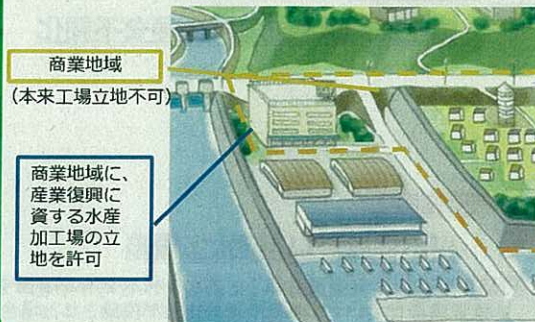 商業地域
(本来工場立地不可)
商業地域に、
産業復興に
資する水産
加工場の立
地を許可